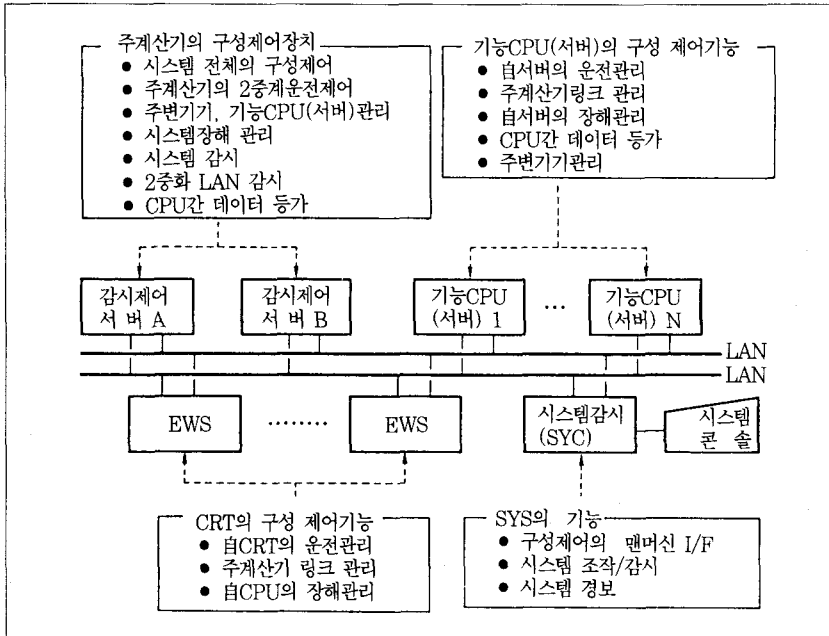 주계산기의 구성제어장치
● 시스템 전체의 구성제어
● 주계산기의 2중계운전제어
● 주변기기, 기능CPU(서버)관리
● 시스템장해 관리
● 시스템 감시
● 2중화 LAN 감시
● CPU간 데이터 등가
기능CPU(서버)의 구성 제어기능
● 自서버의 운전관리
● 주계산기링크 관리
● 自서버의 장해관리
● CPU간 데이터 등가
● 주변기기관리
감시제어
서 버 A
감시제어
서 버 B
기능CPU
(서버) 1
...
기능CPU
(서버) N
LAN
LAN
EWS
.........
EWS
시스템감시
(SYC)
시스템
콘 솔
CRT의 구성 제어기능
● 自CRT의 운전관리
● 주계산기 링크 관리
● 自CPU의 장해관리
SYS의 기능
● 구성제어의 맨머신 I/F
● 시스템 조작/감시
● 시스템 경보